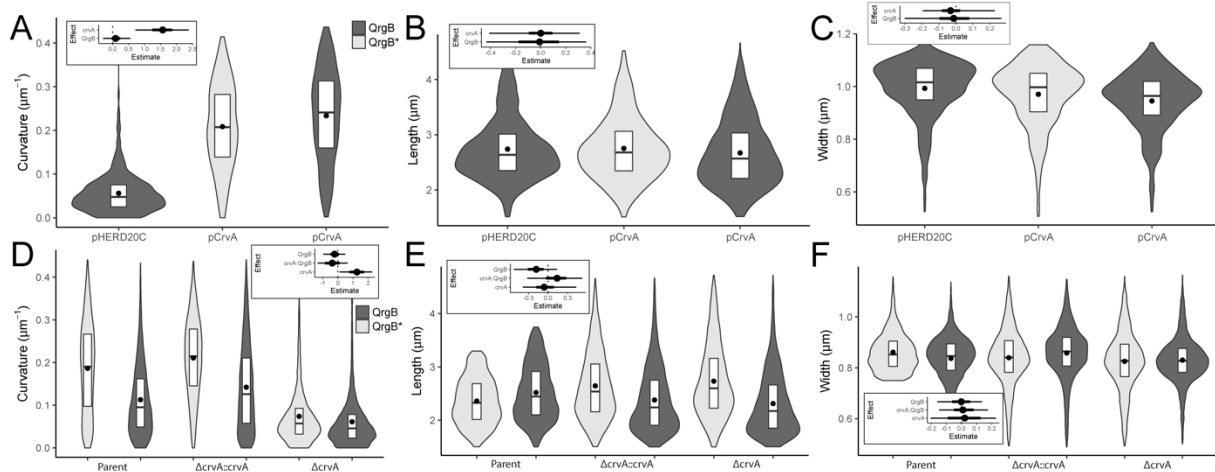 A
Effect
crvA
QrgB
0.0 0.5 1.0 1.5 2.0 2.5
Estimate
QrgB
QrgB*
Curvature (µm⁻¹)
0.4
0.3
0.2
0.1
0.0
pHERD20C pCrvA pCrvA
B
Effect
crvA
QrgB
-0.4 -0.2 0.0 0.2 0.4
Estimate
Length (µm)
4
3
2
pHERD20C pCrvA pCrvA
C
Effect
crvA
QrgB
-0.3 -0.2 -0.1 0.0 0.1 0.2 0.3
Estimate
Width (µm)
1.2
1.0
0.8
0.6
pHERD20C pCrvA pCrvA
D
Effect
QrgB
crvA:QrgB
crvA
-1 0 1 2
Estimate
QrgB
QrgB*
Curvature (µm⁻¹)
0.4
0.3
0.2
0.1
0.0
Parent ΔcrvA::crvA ΔcrvA
E
Effect
QrgB
crvA:QrgB
crvA
-0.3 0.0 0.3
Estimate
Length (µm)
5
4
3
2
Parent ΔcrvA::crvA ΔcrvA
F
Width (µm)
1.0
0.8
0.6
Effect
QrgB
crvA:QrgB
crvA
-0.2 -0.1 0.0 0.1 0.2
Estimate
Parent ΔcrvA::crvA ΔcrvA